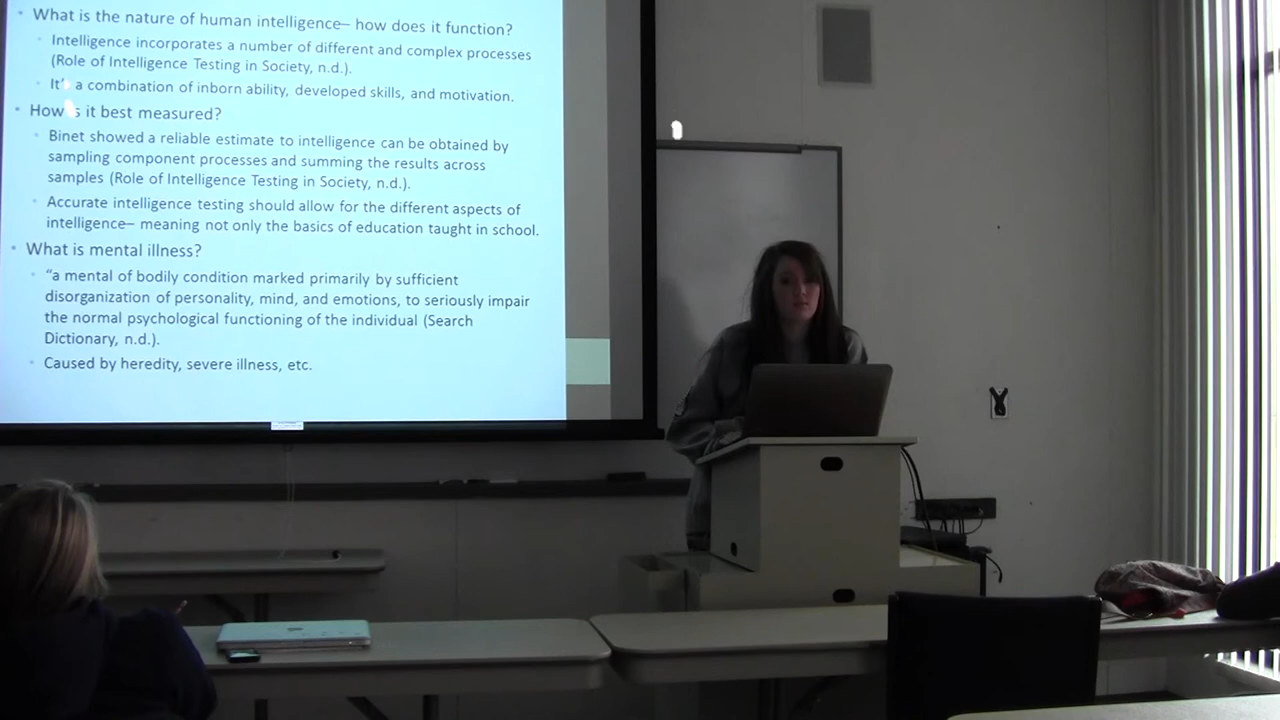 What is the nature of human intelligence– how does it function?
Intelligence incorporates a number of different and complex processes
(Role of Intelligence Testing in Society, n.d.).
It's a combination of inborn ability, developed skills, and motivation.
How is it best measured?
Binet showed a reliable estimate to intelligence can be obtained by
sampling component processes and summing the results across
samples (Role of Intelligence Testing in Society, n.d.).
Accurate intelligence testing should allow for the different aspects of
intelligence– meaning not only the basics of education taught in school.
What is mental illness?
“a mental of bodily condition marked primarily by sufficient
disorganization of personality, mind, and emotions, to seriously impair
the normal psychological functioning of the individual (Search
Dictionary, n.d.).
Caused by heredity, severe illness, etc.